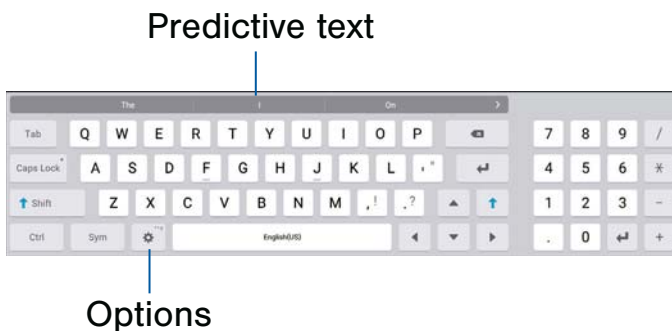 Predictive text
The I On >
Tab Q W E R T Y U I O P 7 8 9 /
Caps Lock A S D F G H J K L ' " 4 5 6 *
Shift Z X C V B N M , ! . ? 1 2 3 -
Ctrl Sym English(US) . 0 +
Options